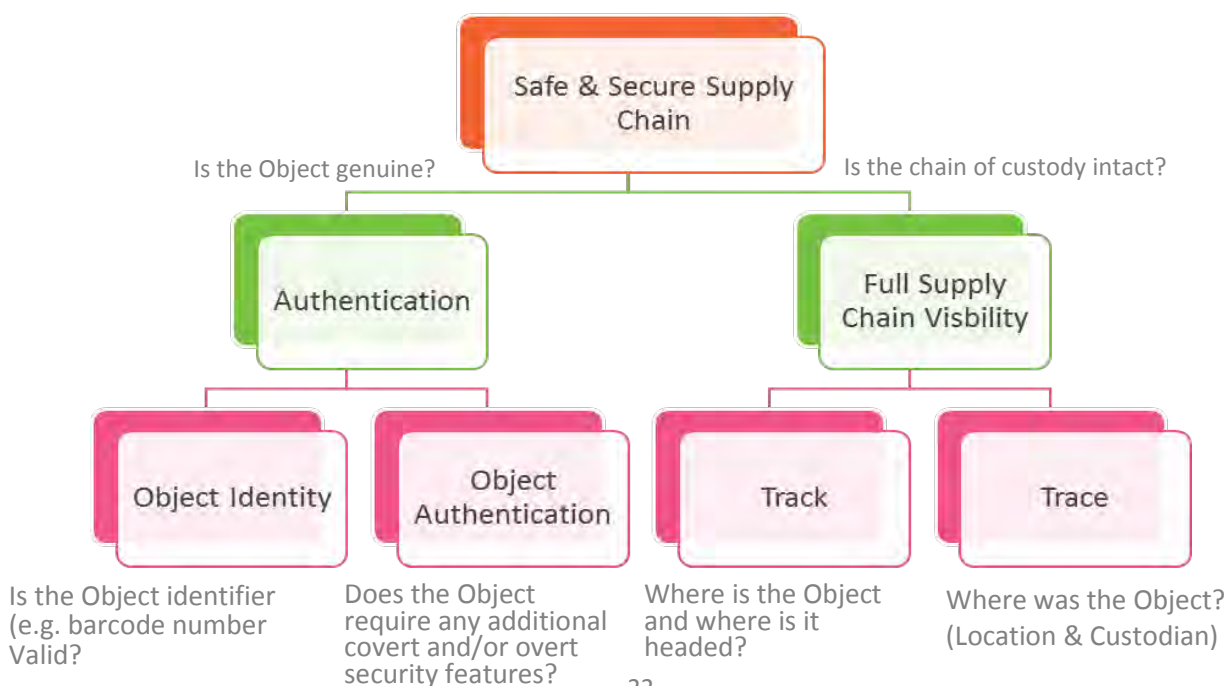 Safe & Secure Supply
Chain
Is the Object genuine?
Is the chain of custody intact?
Authentication
Full Supply
Chain Visbility
Object Identity
Object
Authentication
Track
Trace
Is the Object identifier
(e.g. barcode number
Valid?
Does the Object
require any additional
covert and/or overt
security features?
Where is the Object
and where is it
headed?
Where was the Object?
(Location & Custodian)